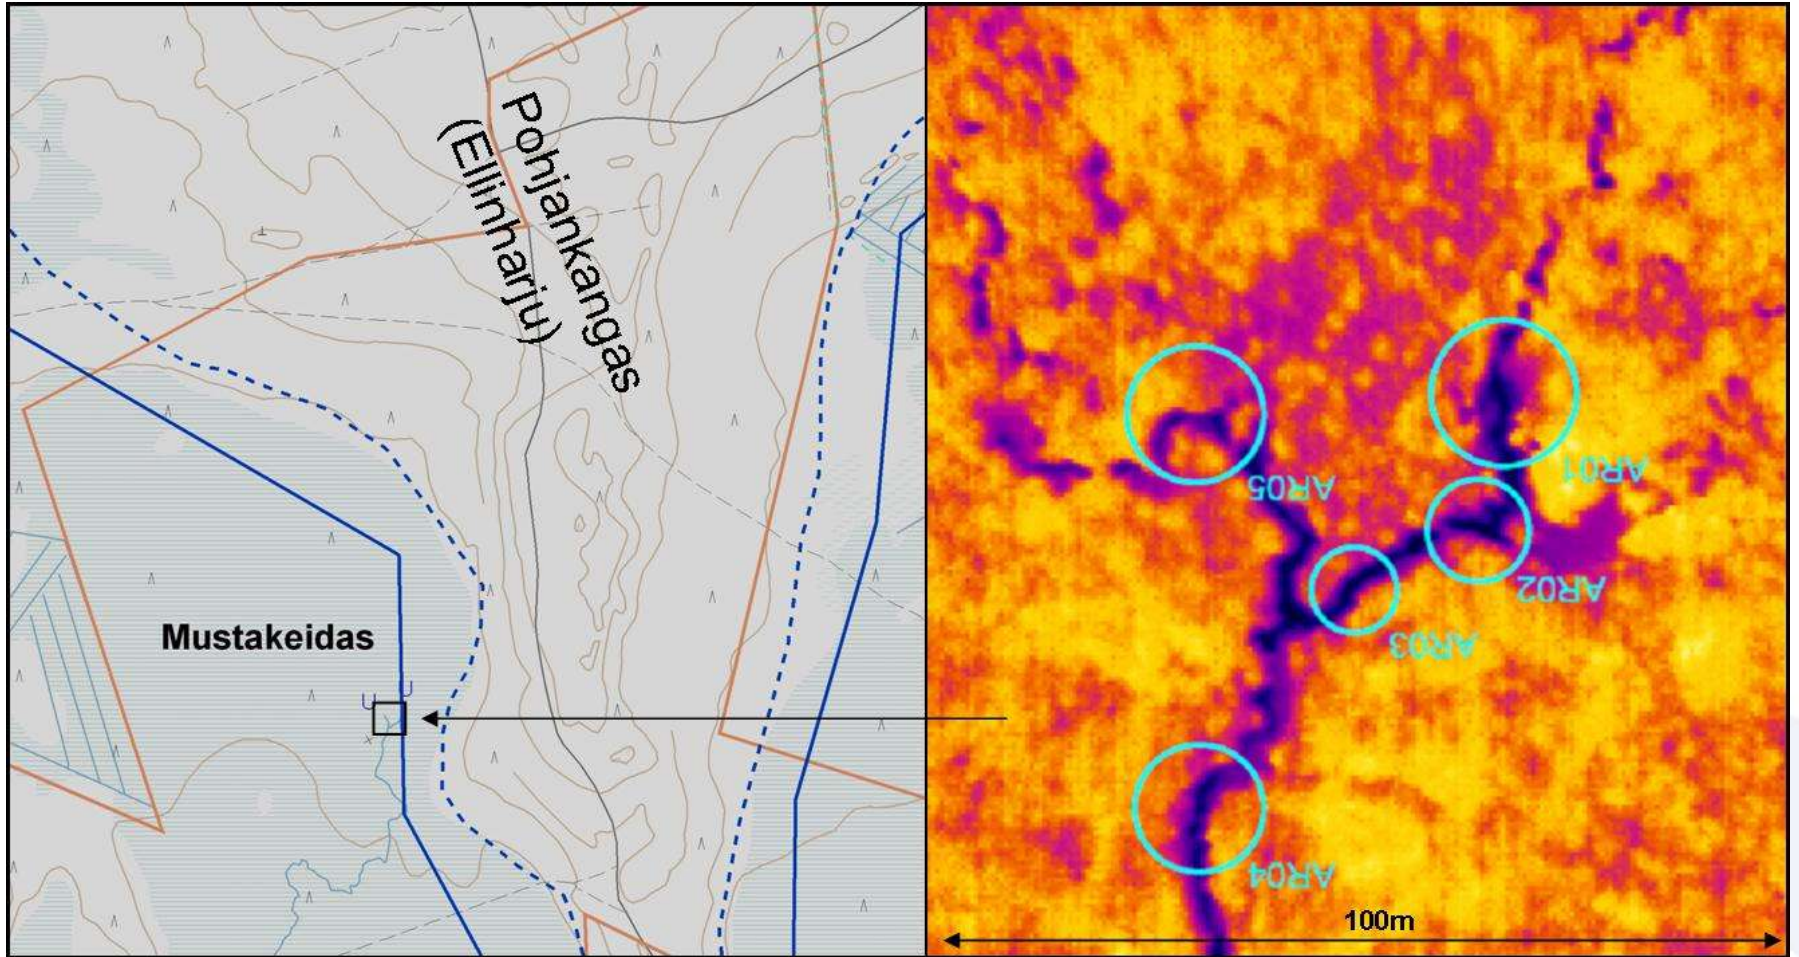 Pohjankangas
(Ellinharju)
Mustakeidas
AR05
AR01
AR02
AR03
AR04
100m